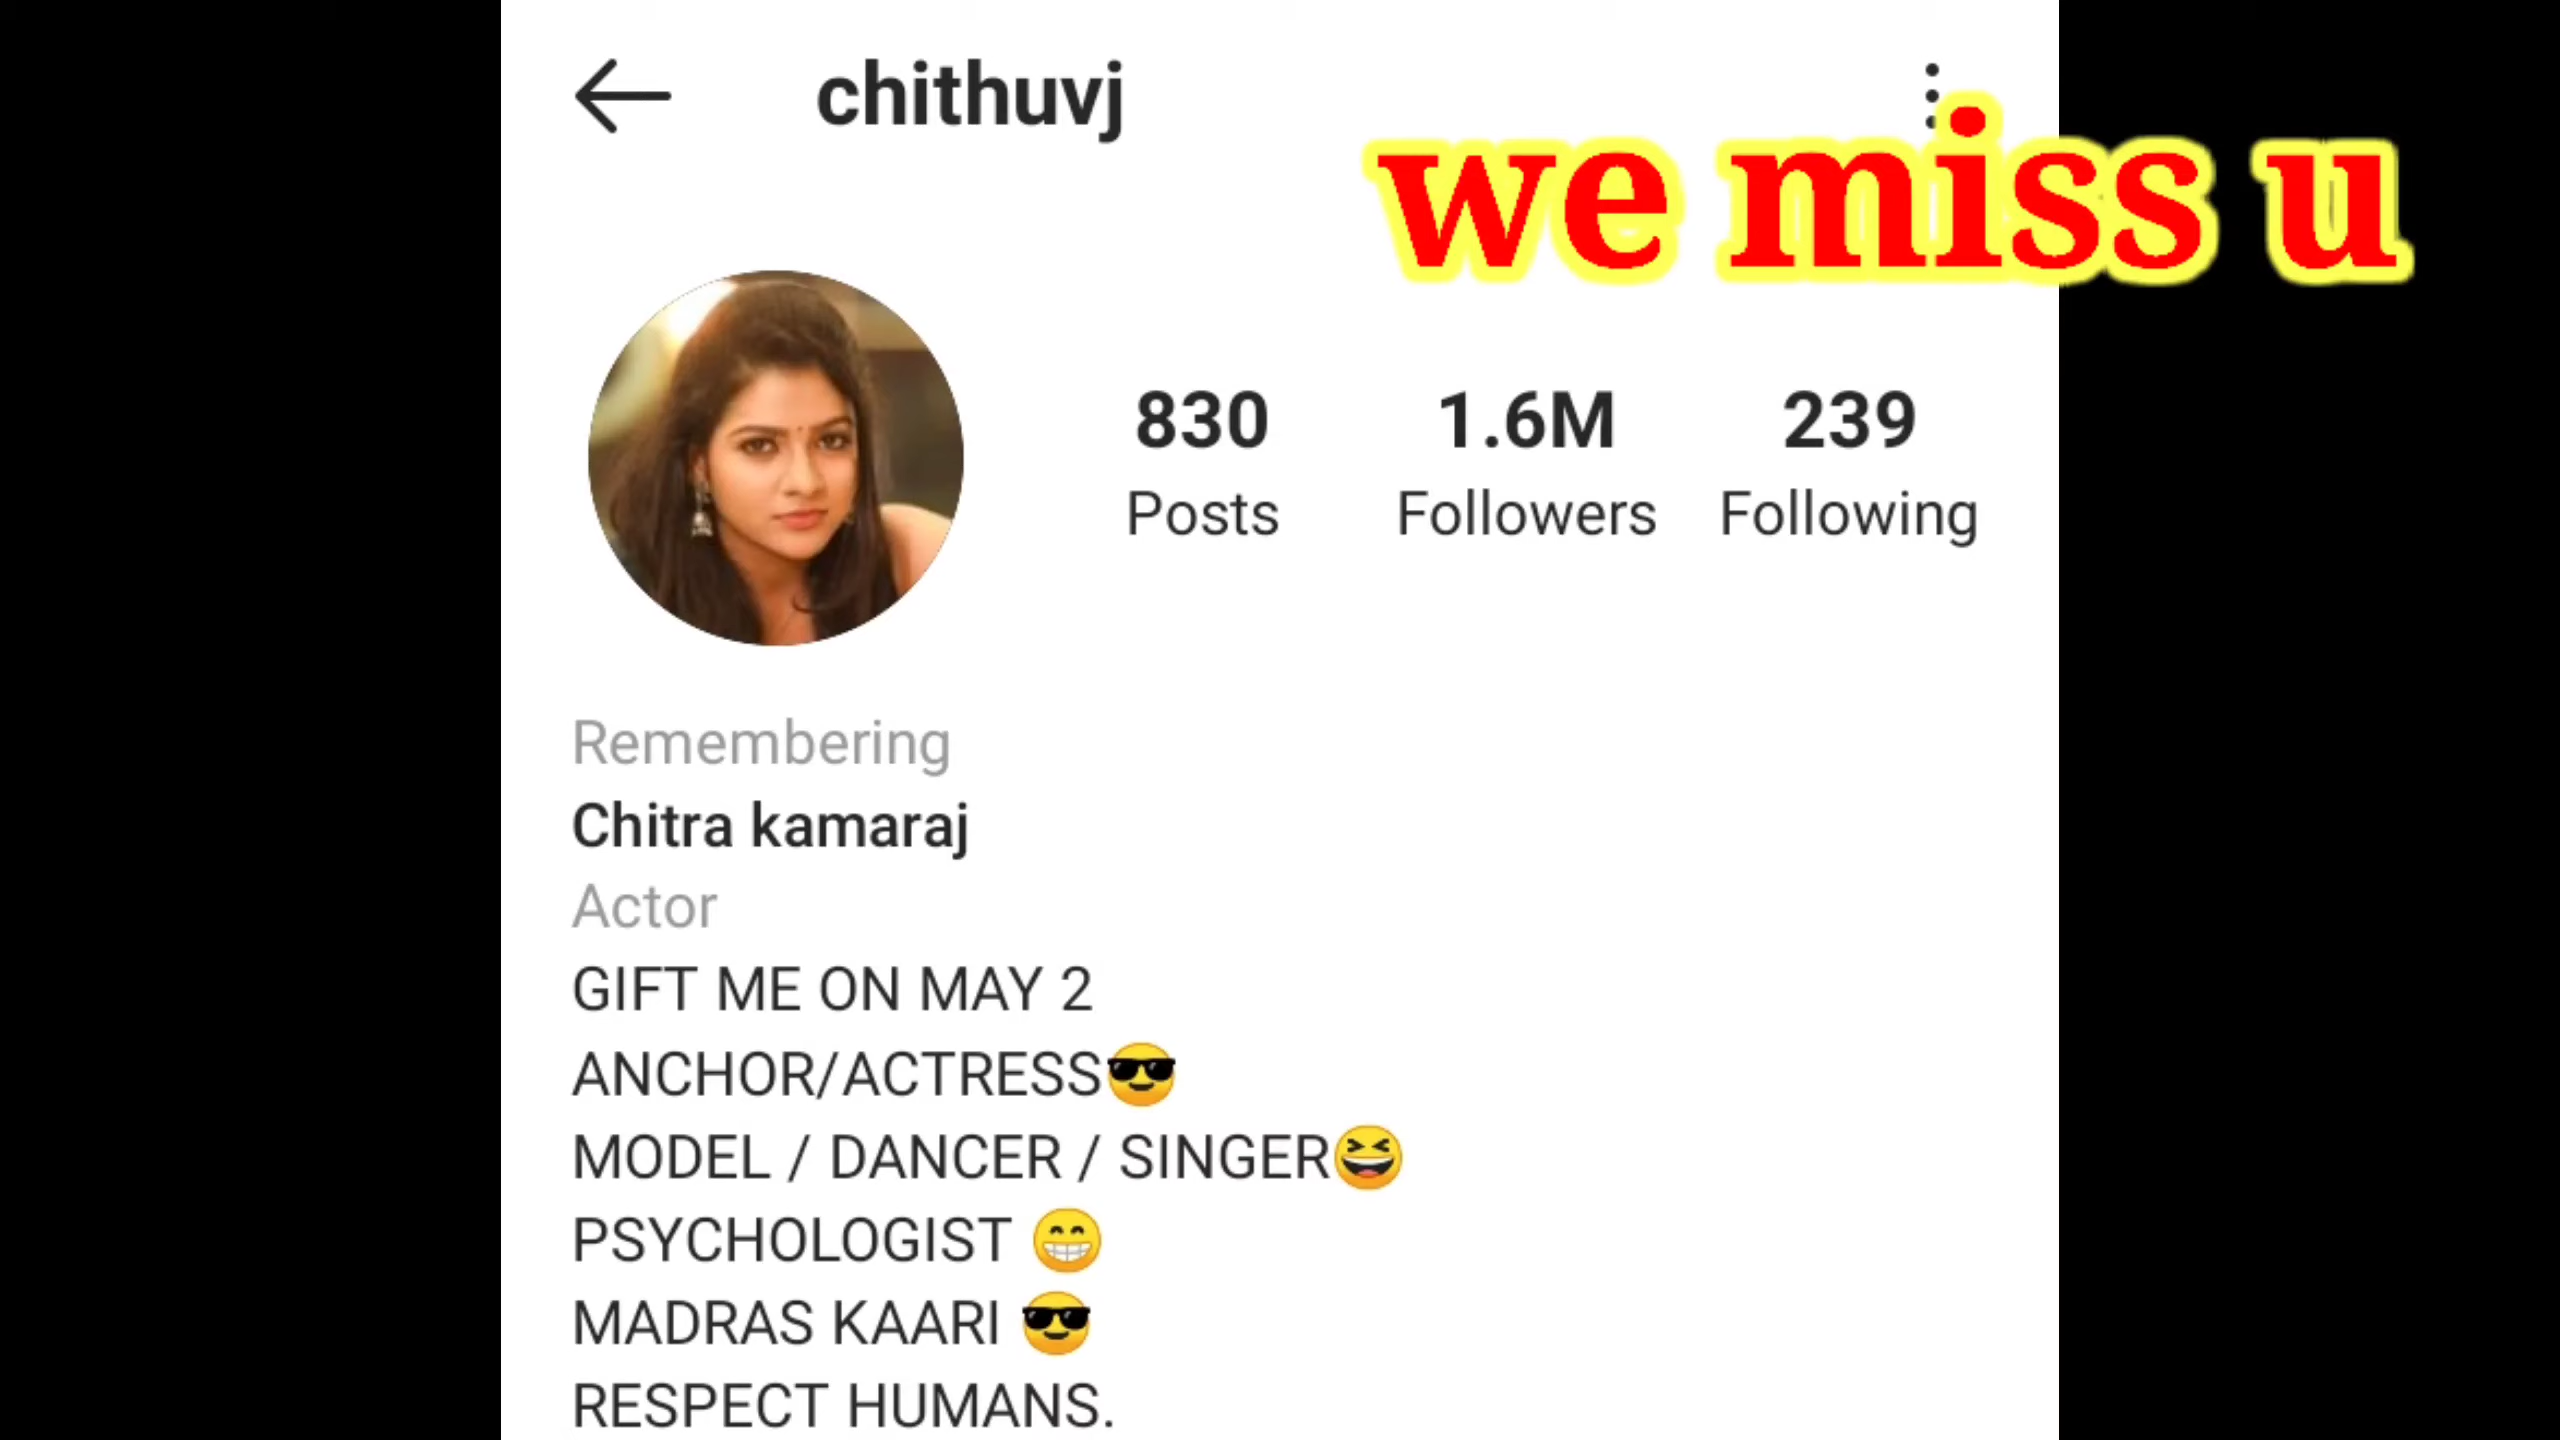 chithuvj
we miss u
830 1.6M 239
Posts Followers Following
Remembering
Chitra kamaraj
Actor
GIFT ME ON MAY 2
ANCHOR/ACTRESS😎
MODEL / DANCER / SINGER😆
PSYCHOLOGIST 😁
MADRAS KAARI 😎
RESPECT HUMANS.